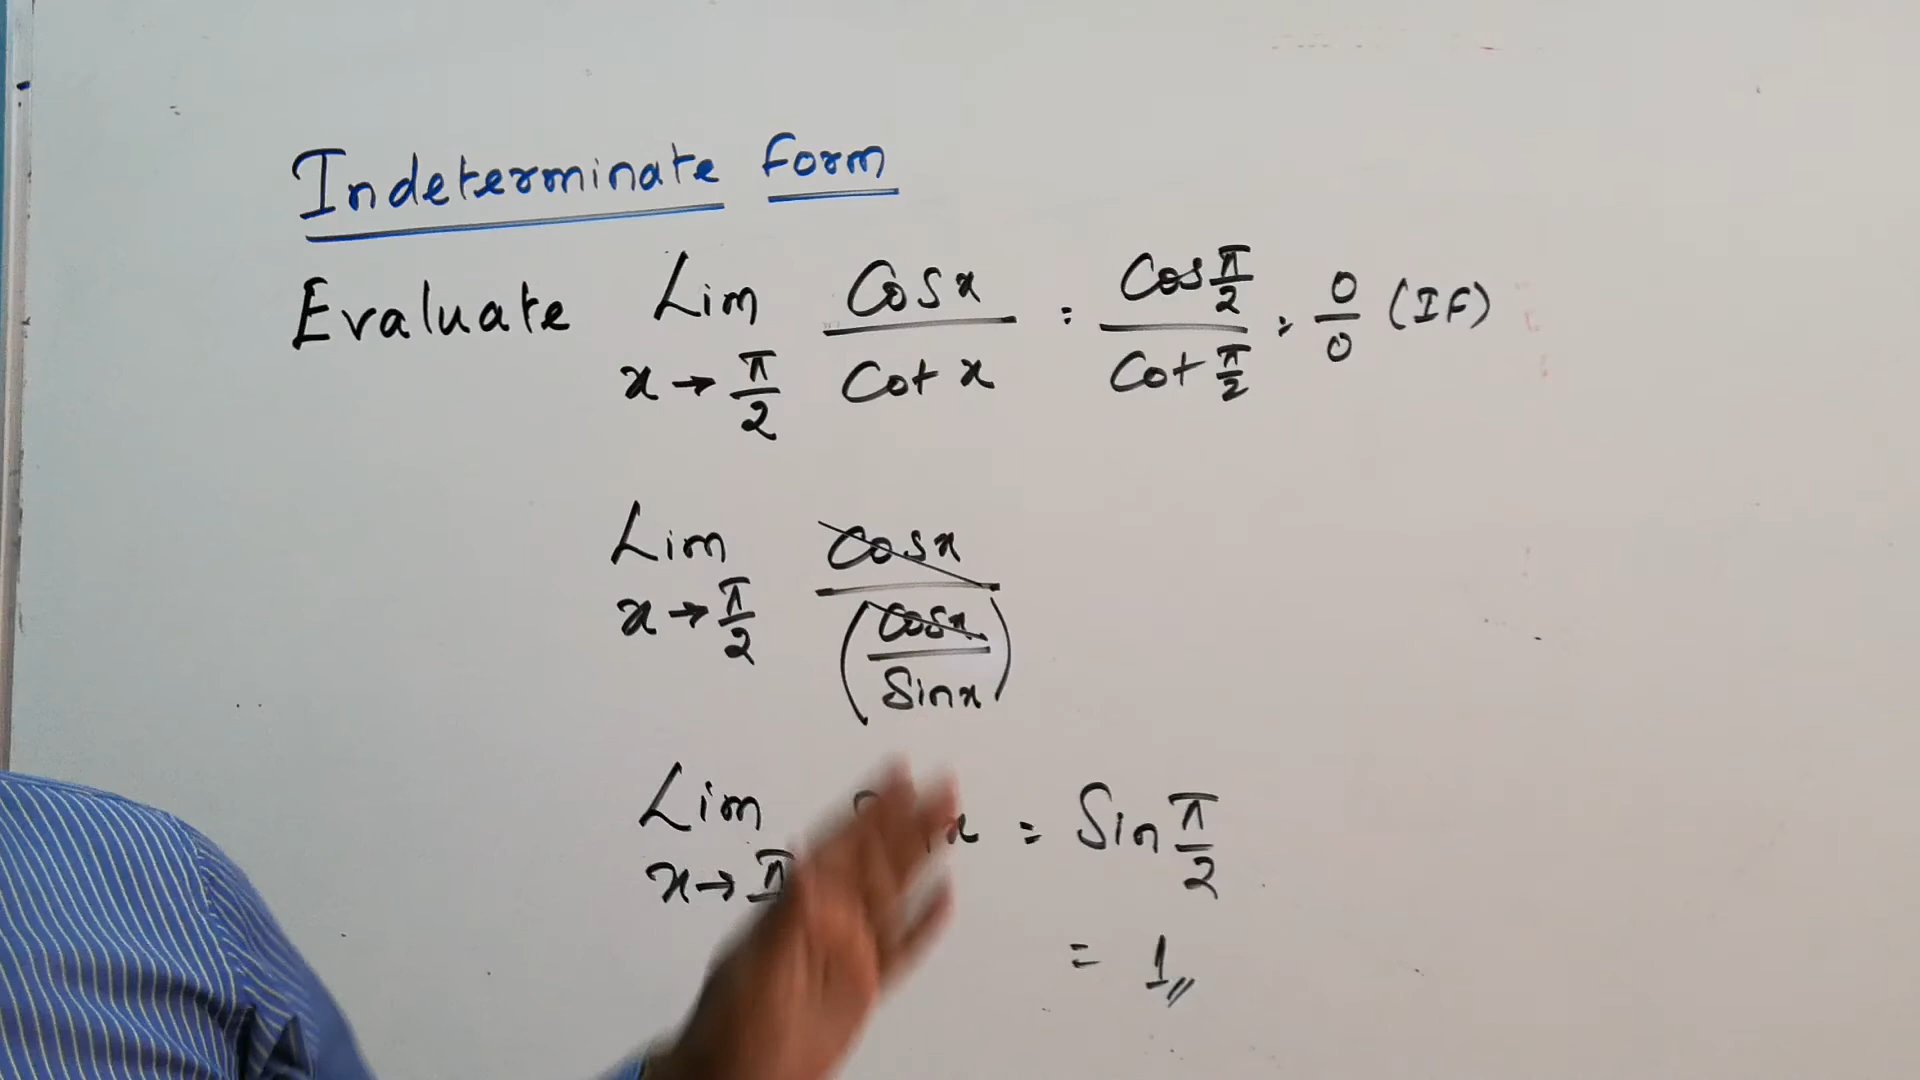 Indeterminate form
Evaluate Lim x→π/2 Cosx/Cot x = Cos π/2 / Cot π/2 = 0/0 (IF)
Lim x→π/2 Cosx/(Cosx/Sinx)
Lim x→π x = Sin π/2
= 1